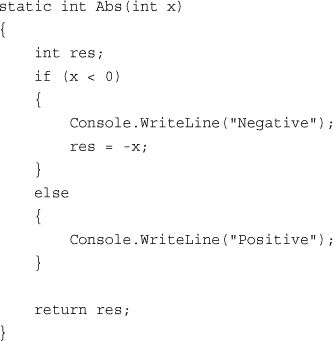 static int Abs(int x)
{
    int res;
    if (x < 0)
    {
        Console.WriteLine("Negative");
        res = -x;
    }
    else
    {
        Console.WriteLine("Positive");
    }

    return res;
}